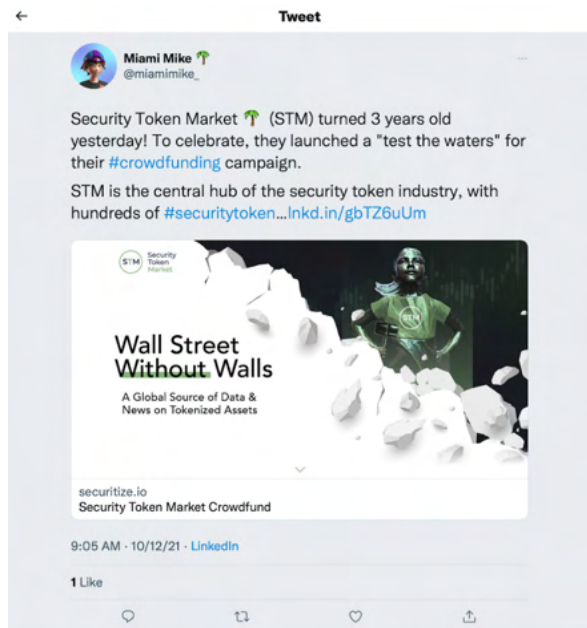 Tweet
Miami Mike 🌴
@miamimike_
Security Token Market 🌴 (STM) turned 3 years old
yesterday! To celebrate, they launched a "test the waters" for
their #crowdfunding campaign.
STM is the central hub of the security token industry, with
hundreds of #securitytoken...lnkd.in/gbTZ6uUm
STM
Security
Token
Market
STM
Wall Street
Without Walls
A Global Source of Data &
News on Tokenized Assets
securitize.io
Security Token Market Crowdfund
9:05 AM · 10/12/21 · LinkedIn
1 Like